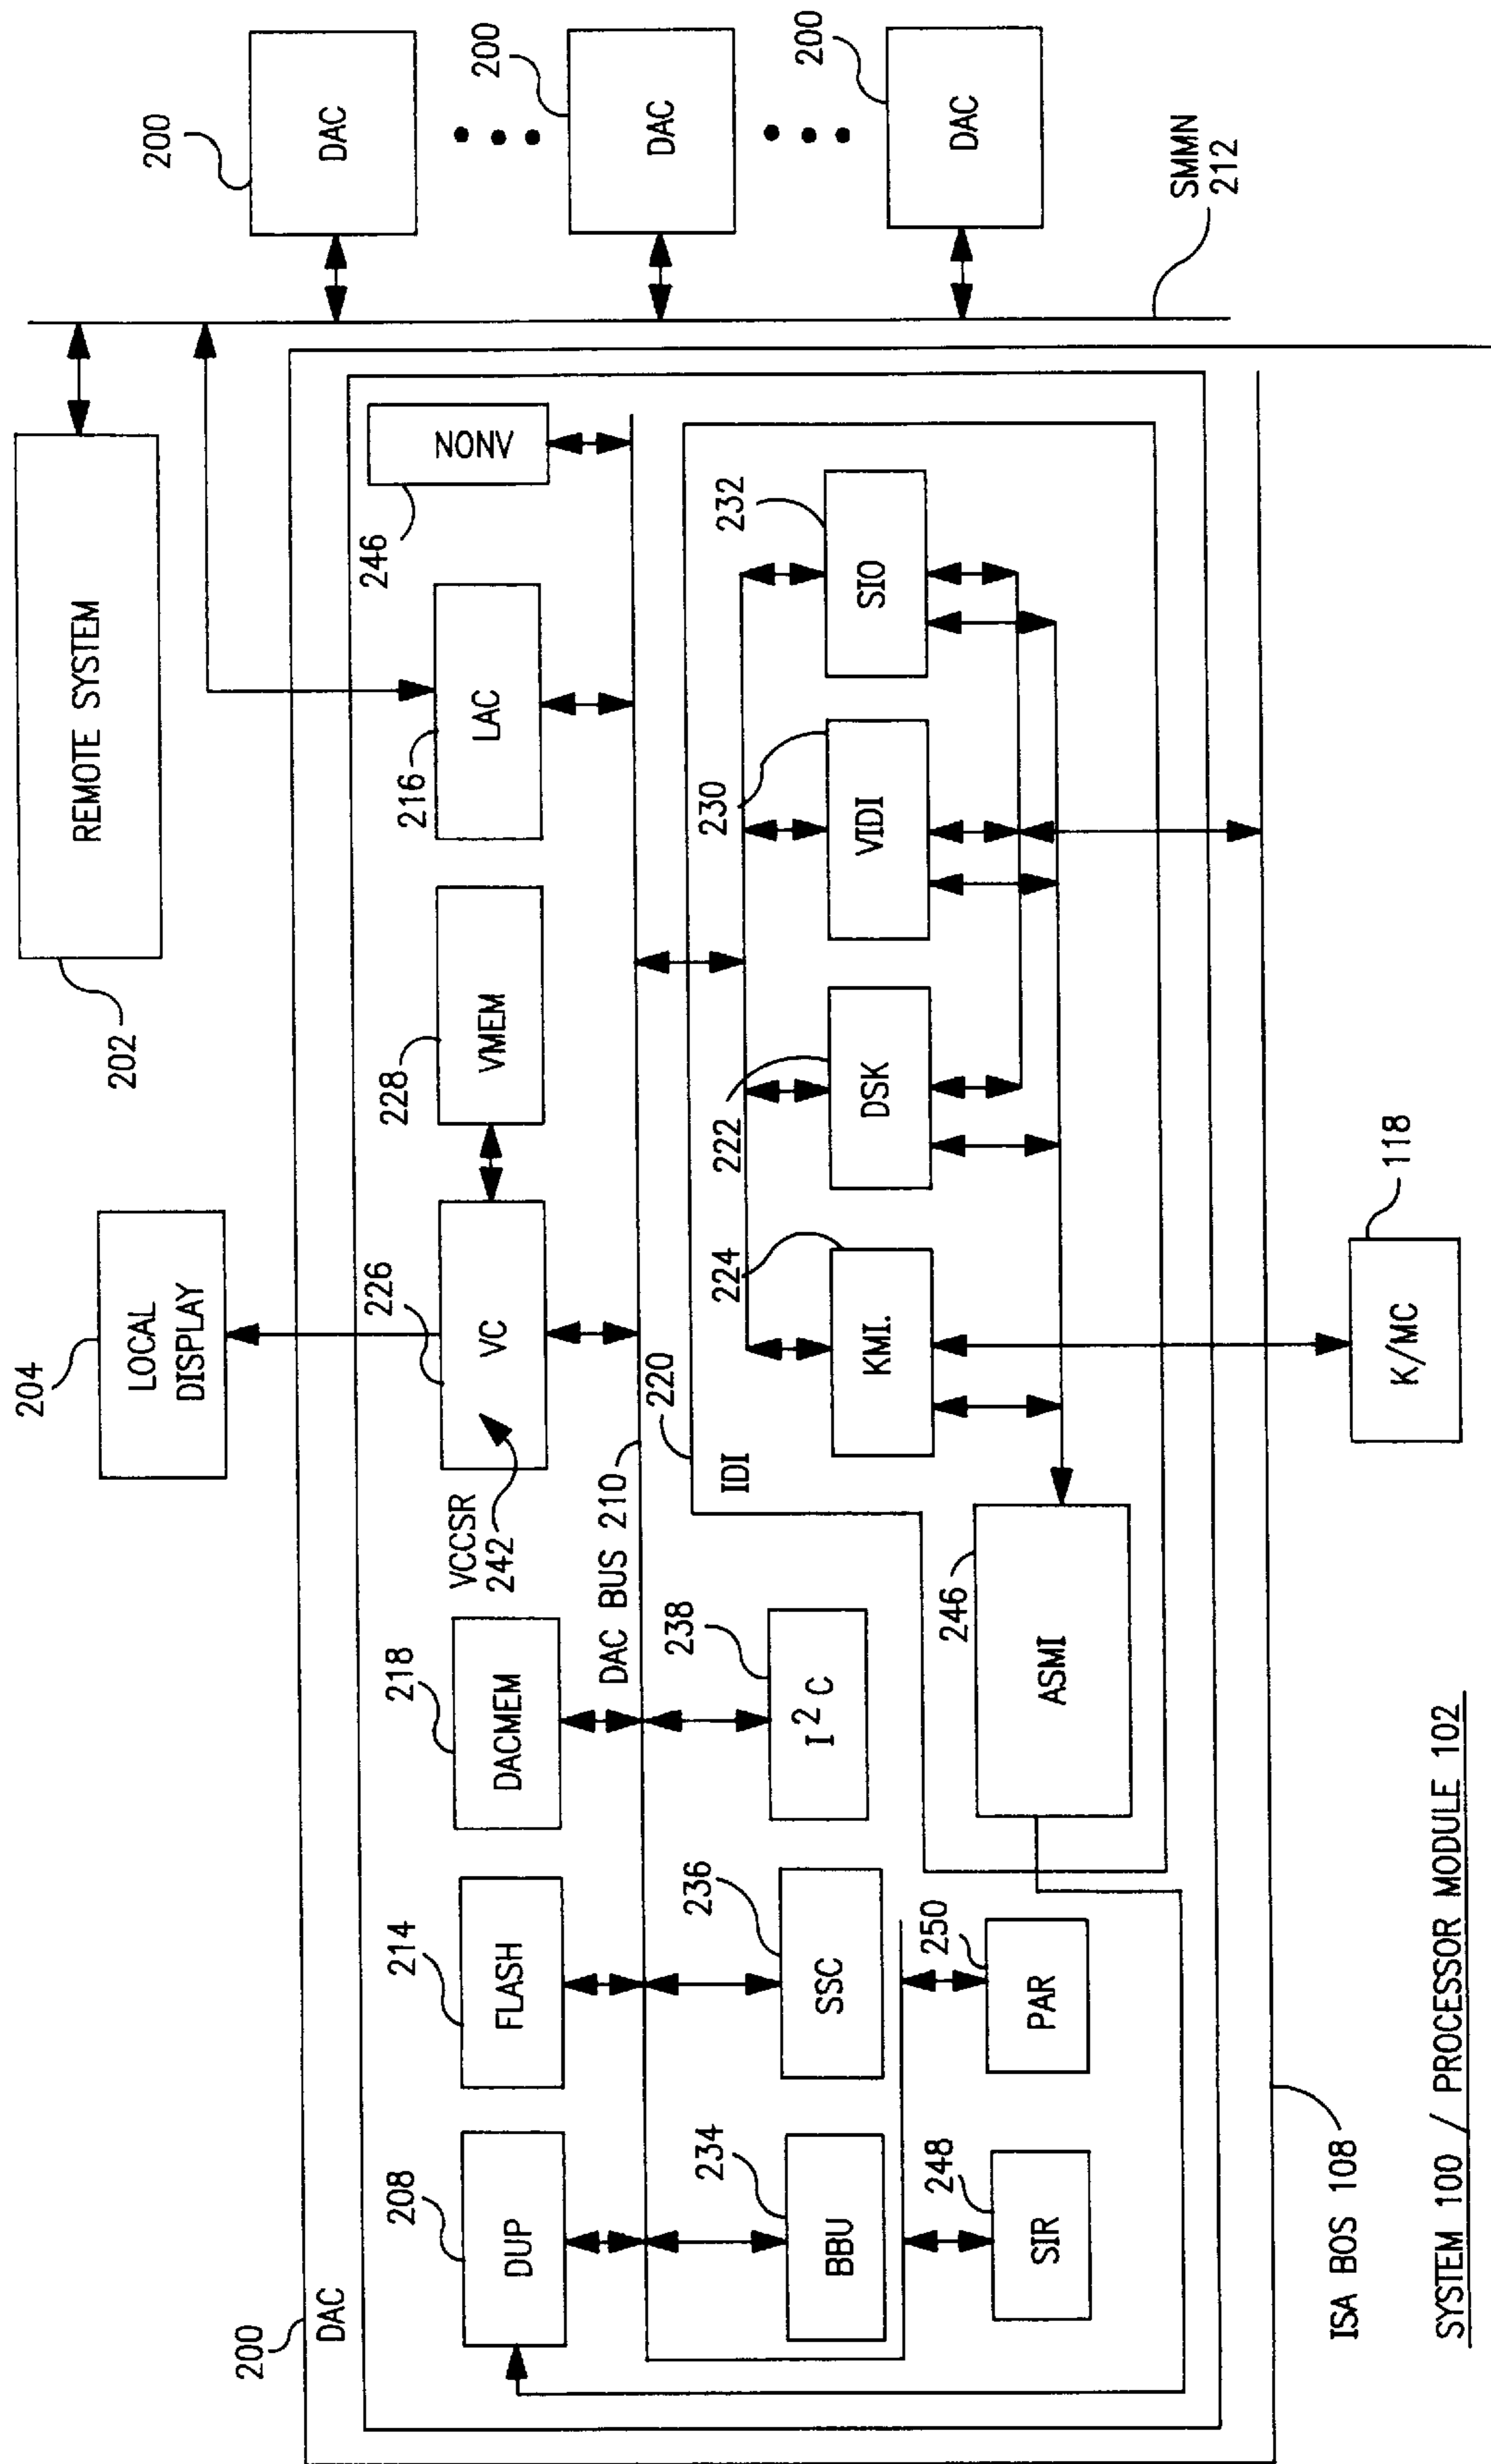 200
DAC
200
DAC
200
DAC
SMMN
212
REMOTE SYSTEM
202
LOCAL
DISPLAY
204
200
DAC
DUP
208
FLASH
214
DACMEM
218
VCCSR
242
VC
226
VMEM
228
LAC
216
NONV
246
DAC BUS 210
BBU
234
SSC
236
I²C
238
SIR
248
PAR
250
IDI
220
KMI.
224
DSK
222
VIDI
230
SIO
232
ASMI
246
K/MC
118
ISA BOS 108
SYSTEM 100 / PROCESSOR MODULE 102